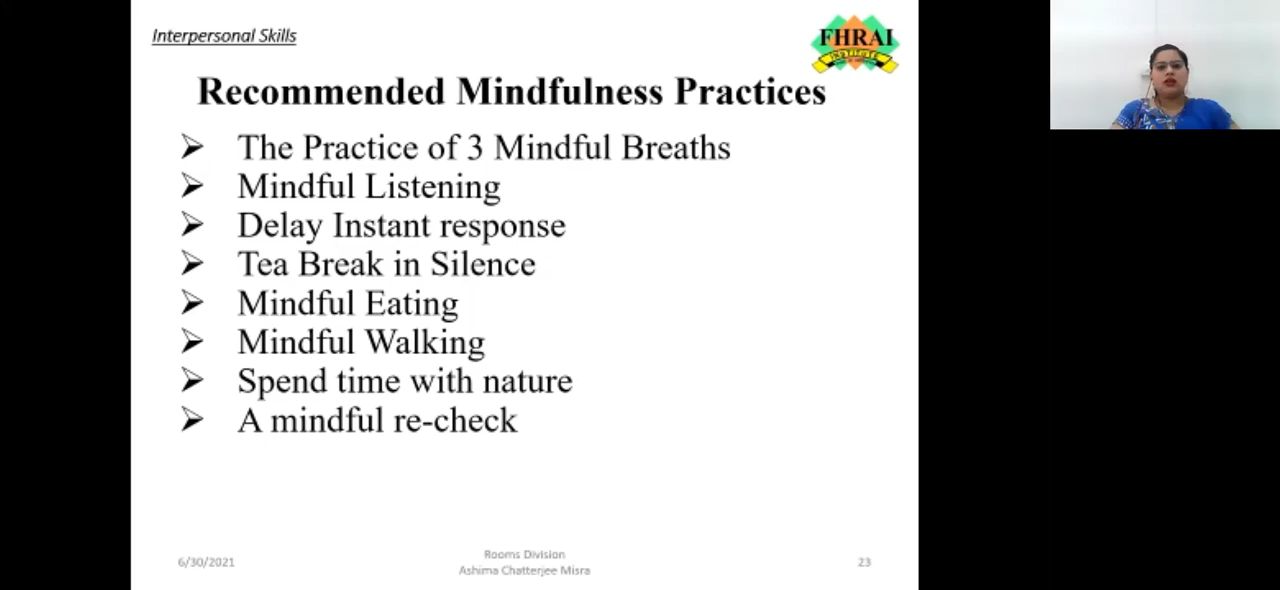 Interpersonal Skills
FHRAI
Recommended Mindfulness Practices
➢ The Practice of 3 Mindful Breaths
➢ Mindful Listening
➢ Delay Instant response
➢ Tea Break in Silence
➢ Mindful Eating
➢ Mindful Walking
➢ Spend time with nature
➢ A mindful re-check
6/30/2021
Rooms Division
Ashima Chatterjee Misra
23